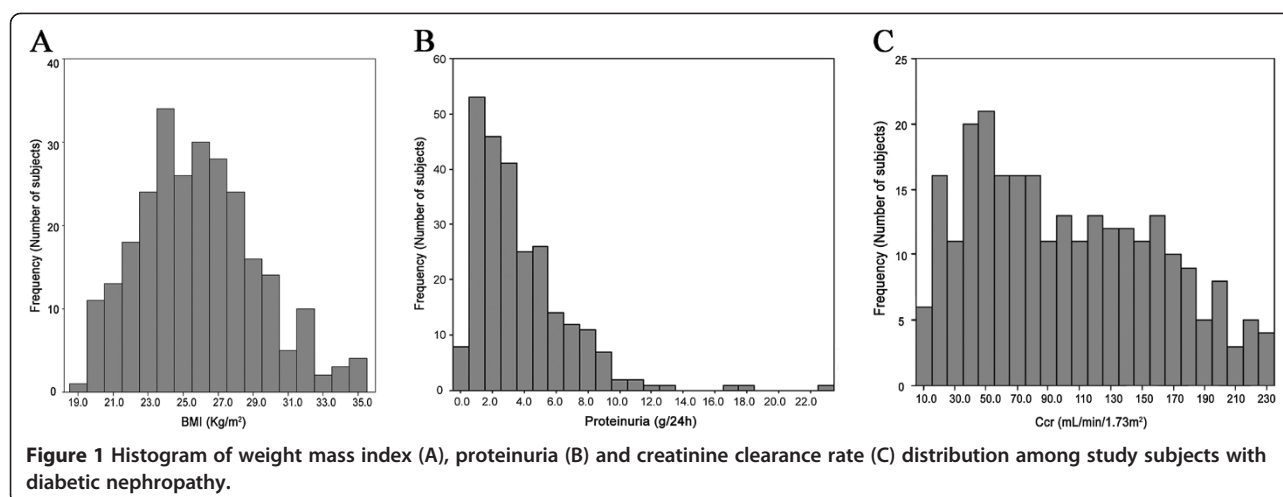 A
Frequency (Number of subjects)
40
30
20
10
0
19.0 21.0 23.0 25.0 27.0 29.0 31.0 33.0 35.0
BMI (Kg/m²)
B
Frequency (Number of subjects)
60
50
40
30
20
10
0
0.0 2.0 4.0 6.0 8.0 10.0 12.0 14.0 16.0 18.0 20.0 22.0
Proteinuria (g/24h)
C
Frequency (Number of subjects)
25
20
15
10
5
0
10.0 30.0 50.0 70.0 90.0 110 130 150 170 190 210 230
Ccr (mL/min/1.73m²)
Figure 1 Histogram of weight mass index (A), proteinuria (B) and creatinine clearance rate (C) distribution among study subjects with
diabetic nephropathy.